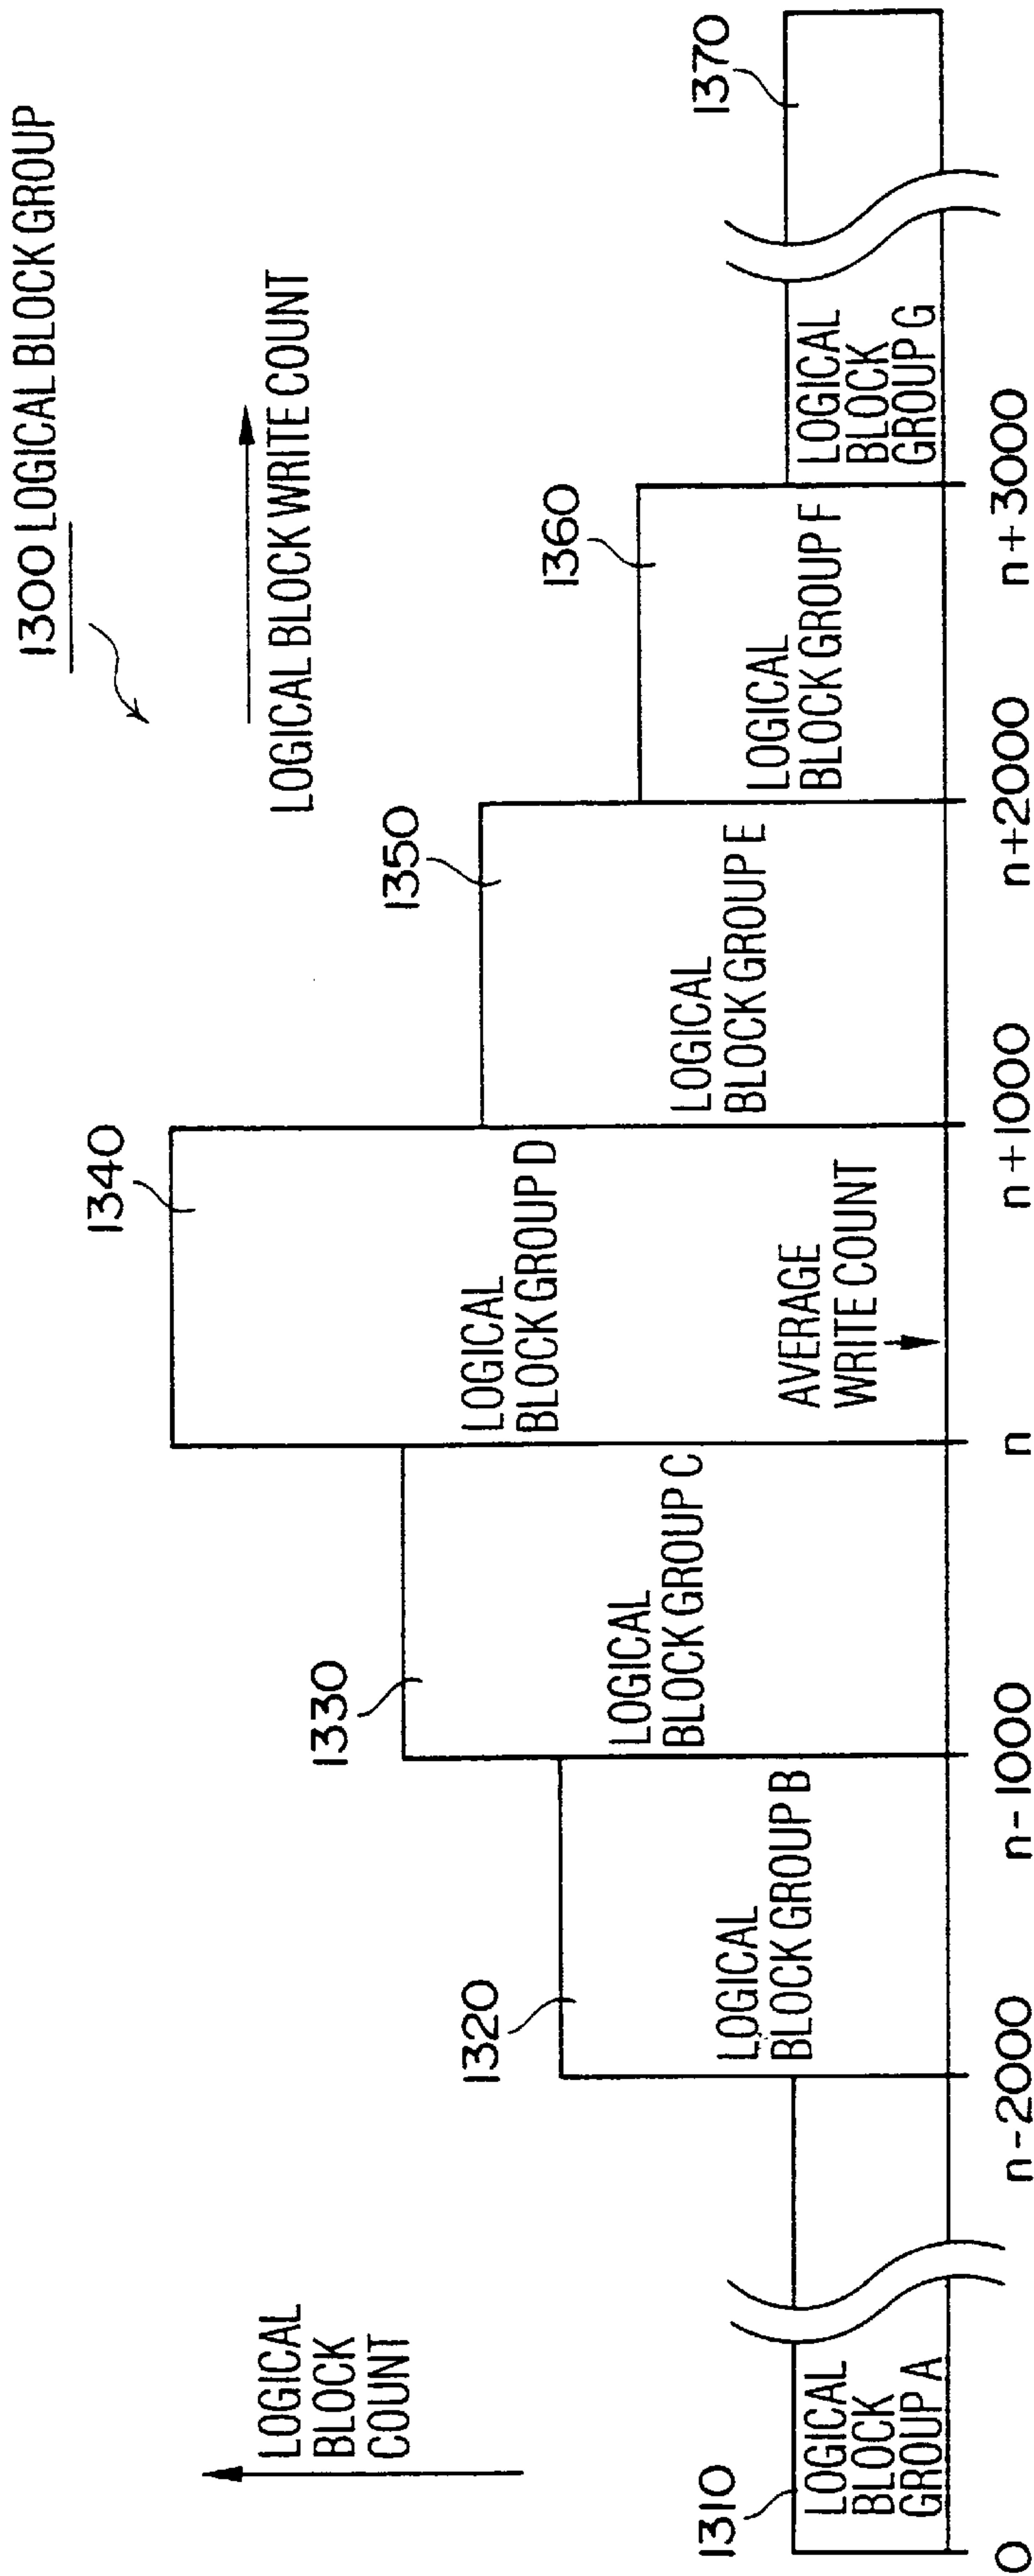 1300 LOGICAL BLOCK GROUP
LOGICAL BLOCK WRITE COUNT
LOGICAL
BLOCK
COUNT
1310
LOGICAL
BLOCK
GROUP A
1320
LOGICAL
BLOCK GROUP B
1330
LOGICAL
BLOCK GROUP C
1340
LOGICAL
BLOCK GROUP D
AVERAGE
WRITE COUNT
1350
LOGICAL
BLOCK GROUP E
1360
LOGICAL
BLOCK GROUP F
1370
LOGICAL
BLOCK
GROUP G
0
n-2000
n-1000
n
n+1000
n+2000
n+3000